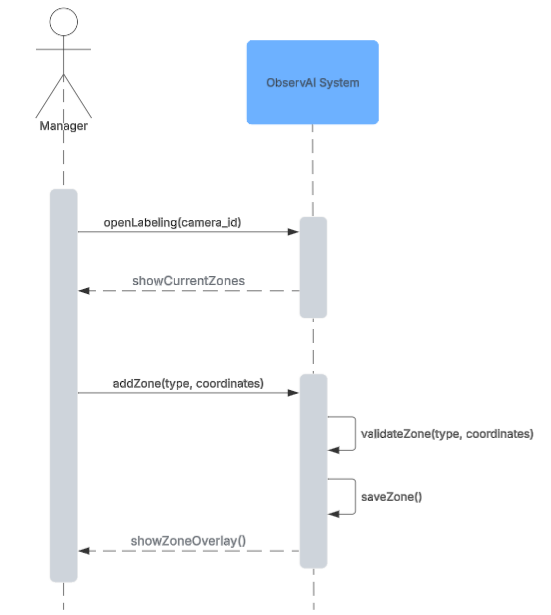 ObservAI System
Manager
openLabeling(camera_id)
showCurrentZones
addZone(type, coordinates)
validateZone(type, coordinates)
saveZone()
showZoneOverlay()